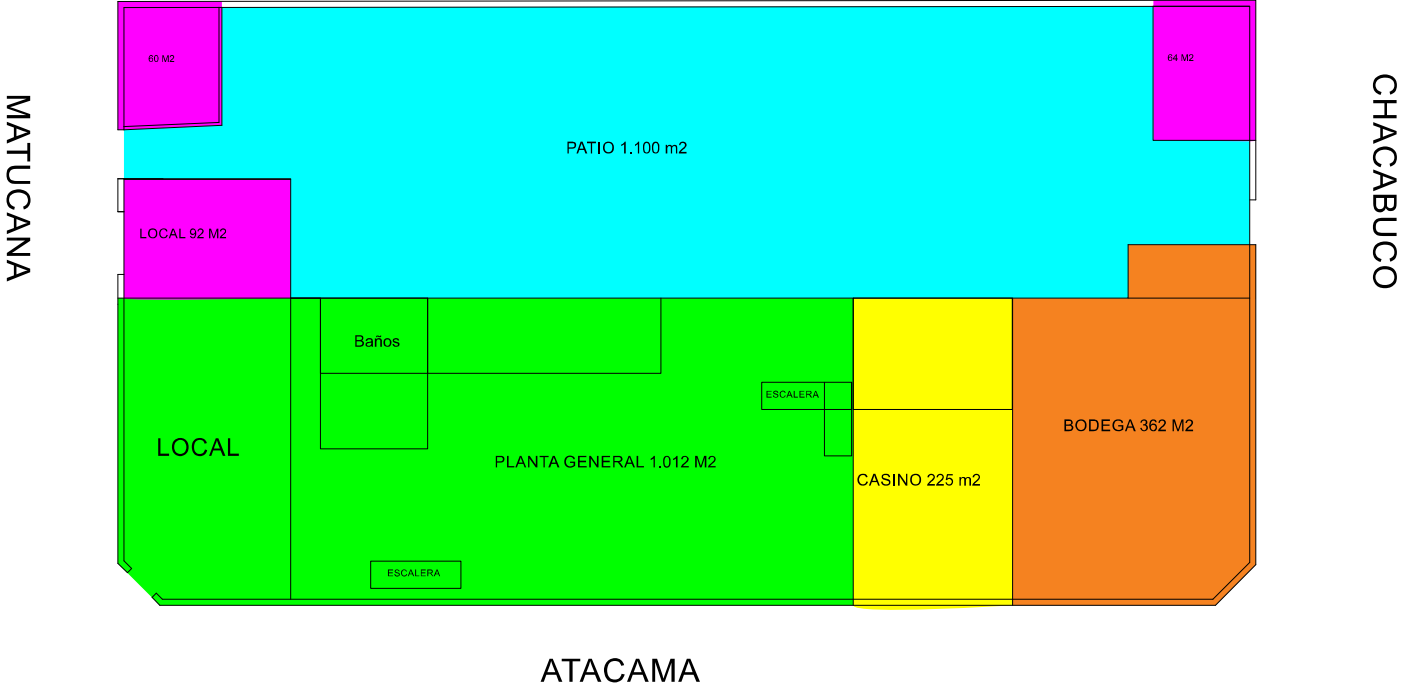 60 M2
64 M2
MATUCANA
CHACABUCO
PATIO 1.100 m2
LOCAL 92 M2
Baños
ESCALERA
BODEGA 362 M2
LOCAL
PLANTA GENERAL 1.012 M2
CASINO 225 m2
ESCALERA
ATACAMA